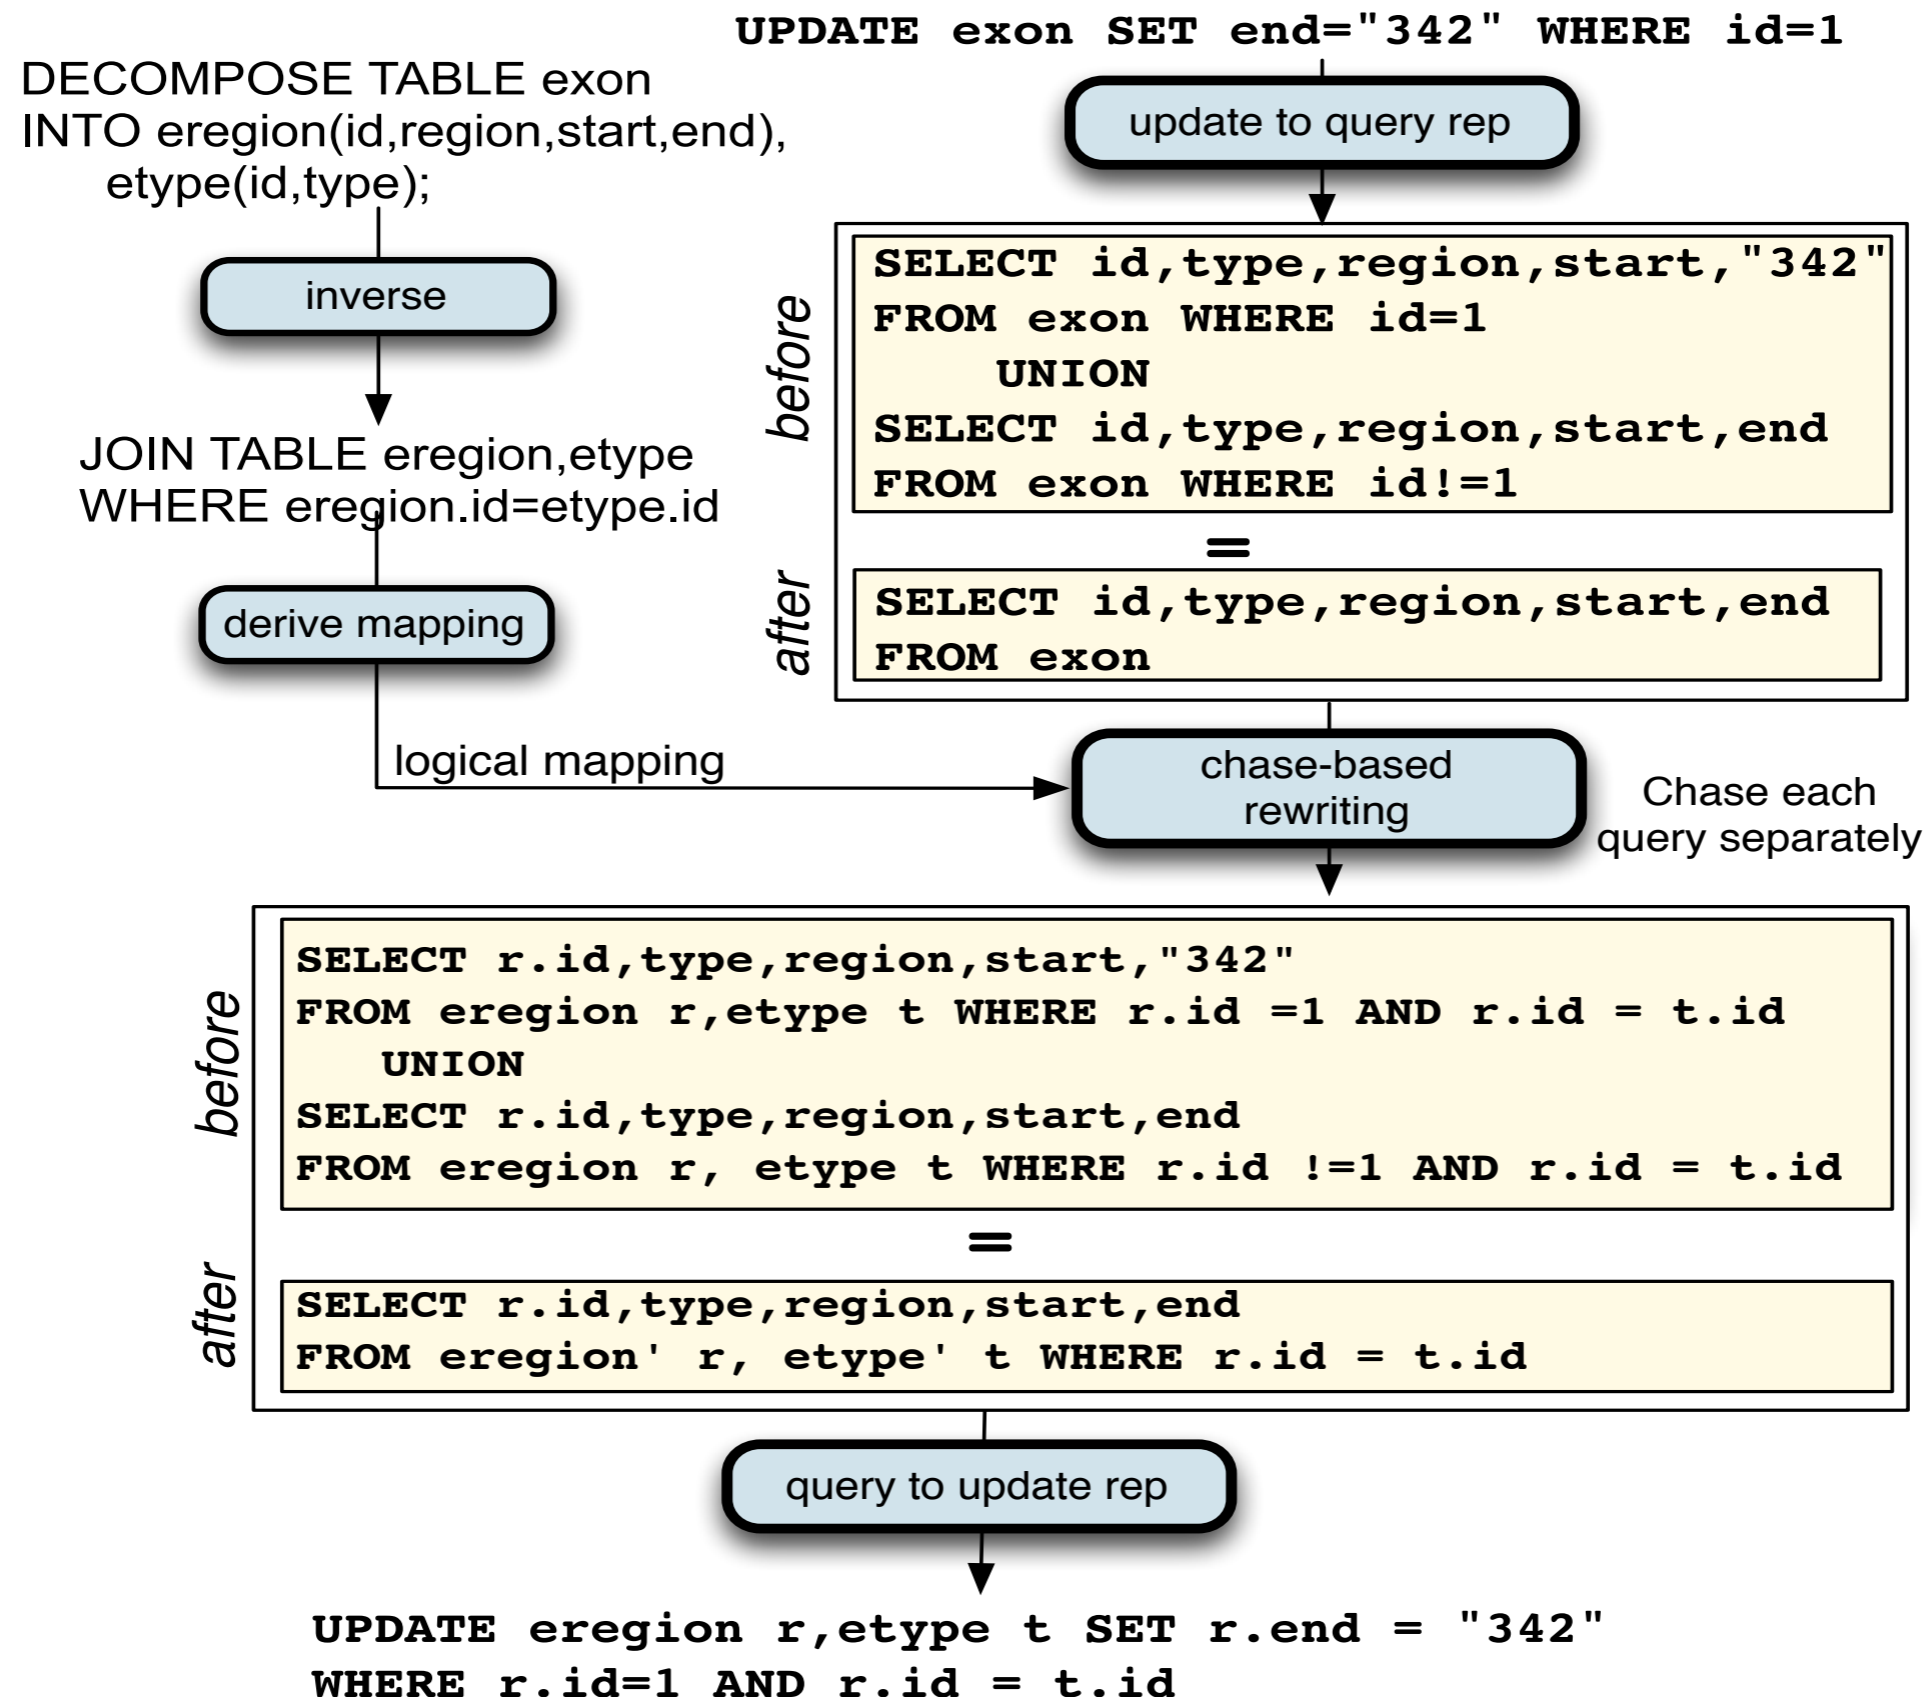 UPDATE exon SET end="342" WHERE id=1
DECOMPOSE TABLE exon
INTO eregion(id,region,start,end),
etype(id,type);
update to query rep
inverse
JOIN TABLE eregion,etype
WHERE eregion.id=etype.id
derive mapping
logical mapping
before
SELECT id,type,region,start,"342"
FROM exon WHERE id=1
UNION
SELECT id,type,region,start,end
FROM exon WHERE id!=1
=
after
SELECT id,type,region,start,end
FROM exon
chase-based
rewriting
Chase each
query separately
before
SELECT r.id,type,region,start,"342"
FROM eregion r,etype t WHERE r.id =1 AND r.id = t.id
UNION
SELECT r.id,type,region,start,end
FROM eregion r, etype t WHERE r.id !=1 AND r.id = t.id
=
after
SELECT r.id,type,region,start,end
FROM eregion' r, etype' t WHERE r.id = t.id
query to update rep
UPDATE eregion r,etype t SET r.end = "342"
WHERE r.id=1 AND r.id = t.id